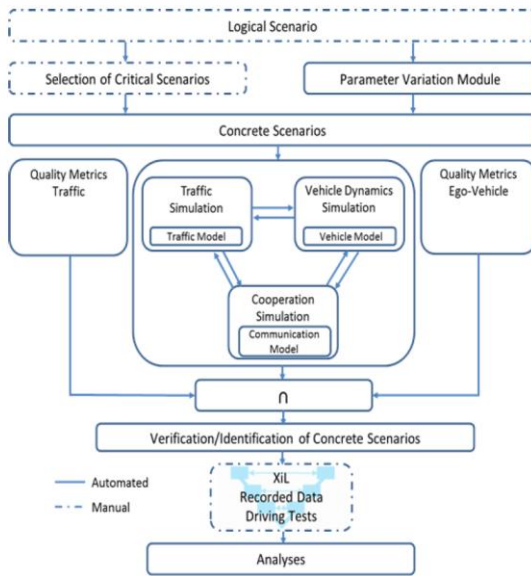 Logical Scenario
Selection of Critical Scenarios
Parameter Variation Module
Concrete Scenarios
Quality Metrics
Traffic
Traffic
Simulation
Traffic Model
Vehicle Dynamics
Simulation
Vehicle Model
Quality Metrics
Ego-Vehicle
Cooperation
Simulation
Communication
Model
∩
Verification/Identification of Concrete Scenarios
Automated
Manual
XiL
Recorded Data
Driving Tests
Analyses